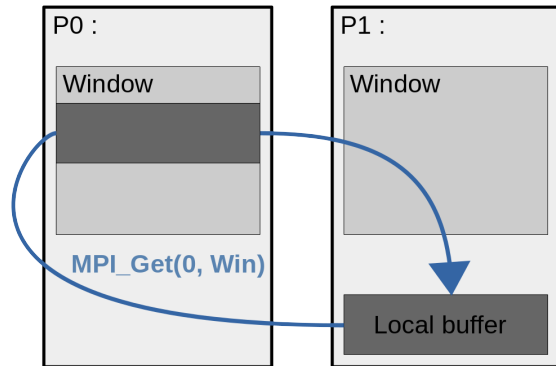 P0 :
Window
MPI_Get(0, Win)
P1 :
Window
Local buffer